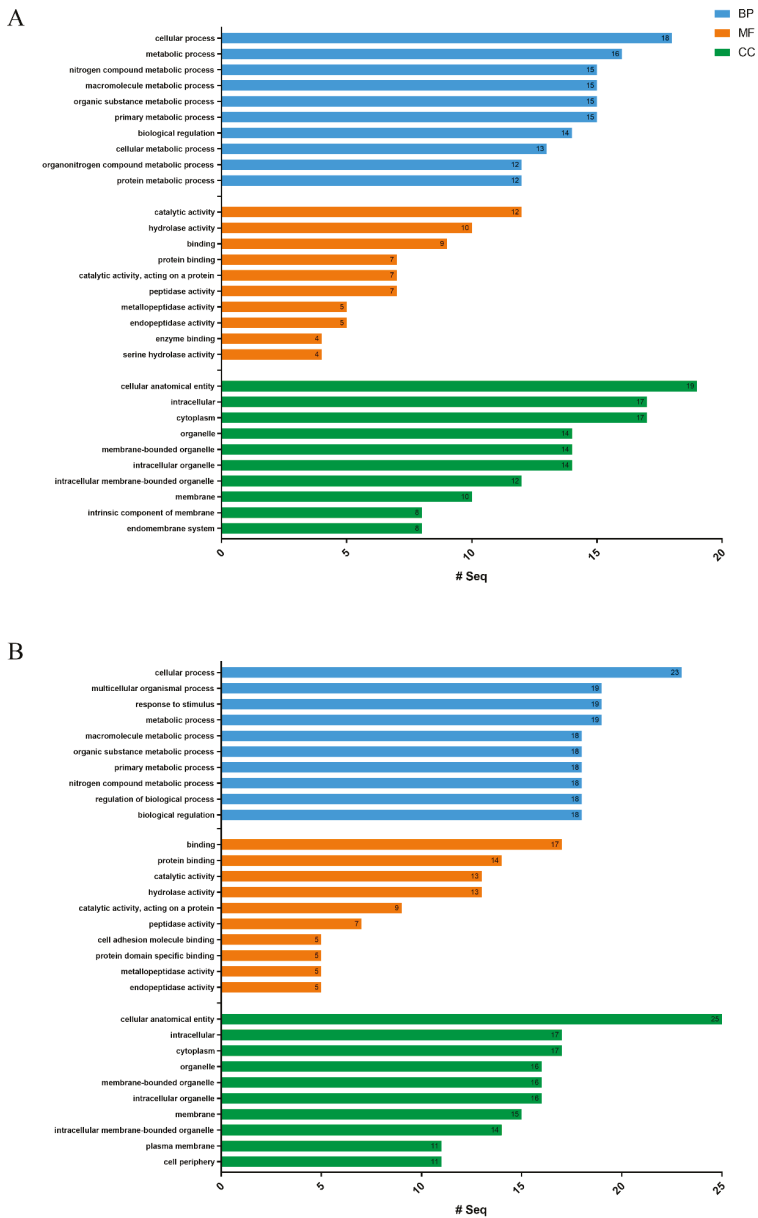 A
BP
MF
CC
cellular process 18
metabolic process 16
nitrogen compound metabolic process 15
macromolecule metabolic process 15
organic substance metabolic process 15
primary metabolic process 15
biological regulation 14
cellular metabolic process 13
organonitrogen compound metabolic process 12
protein metabolic process 12
catalytic activity 12
hydrolase activity 10
binding 9
protein binding 7
catalytic activity, acting on a protein 7
peptidase activity 7
metallopeptidase activity 5
endopeptidase activity 5
enzyme binding 4
serine hydrolase activity 4
cellular anatomical entity 19
intracellular 17
cytoplasm 17
organelle 14
membrane-bounded organelle 14
intracellular organelle 14
intracellular membrane-bounded organelle 12
membrane 10
intrinsic component of membrane 8
endomembrane system 8
0 5 10 15 20
# Seq
B
cellular process 23
multicellular organismal process 19
response to stimulus 19
metabolic process 19
macromolecule metabolic process 18
organic substance metabolic process 18
primary metabolic process 18
nitrogen compound metabolic process 18
regulation of biological process 18
biological regulation 18
binding 17
protein binding 14
catalytic activity 13
hydrolase activity 13
catalytic activity, acting on a protein 9
peptidase activity 7
cell adhesion molecule binding 5
protein domain specific binding 5
metallopeptidase activity 5
endopeptidase activity 5
cellular anatomical entity 25
intracellular 17
cytoplasm 17
organelle 16
membrane-bounded organelle 16
intracellular organelle 16
membrane 15
intracellular membrane-bounded organelle 14
plasma membrane 11
cell periphery 11
0 5 10 15 20 25
# Seq